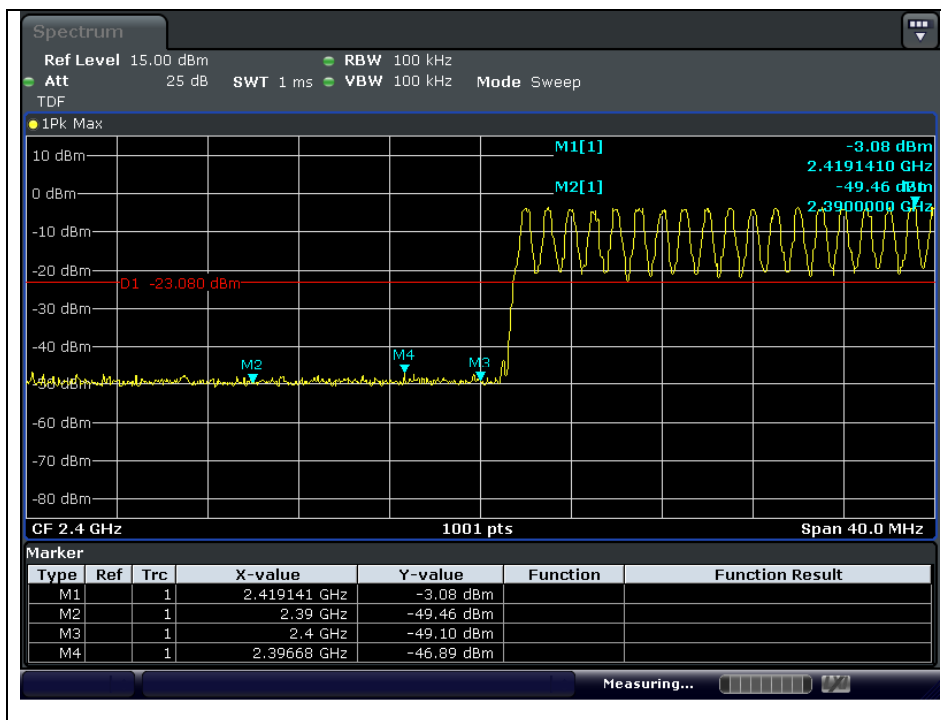 Spectrum
Ref Level 15.00 dBm RBW 100 kHz
Att 25 dB SWT 1 ms VBW 100 kHz Mode Sweep
TDF
1Pk Max
M1[1] -3.08 dBm
2.4191410 GHz
M2[1] -49.46 dBm
2.3900000 GHz
10 dBm
0 dBm
-10 dBm
-20 dBm
D1 -23.080 dBm
-30 dBm
-40 dBm
M2 M4 M3
-50 dBm
-60 dBm
-70 dBm
-80 dBm
CF 2.4 GHz 1001 pts Span 40.0 MHz
Marker
Type Ref Trc X-value Y-value Function Function Result
M1 1 2.419141 GHz -3.08 dBm
M2 1 2.39 GHz -49.46 dBm
M3 1 2.4 GHz -49.10 dBm
M4 1 2.39668 GHz -46.89 dBm
Measuring...